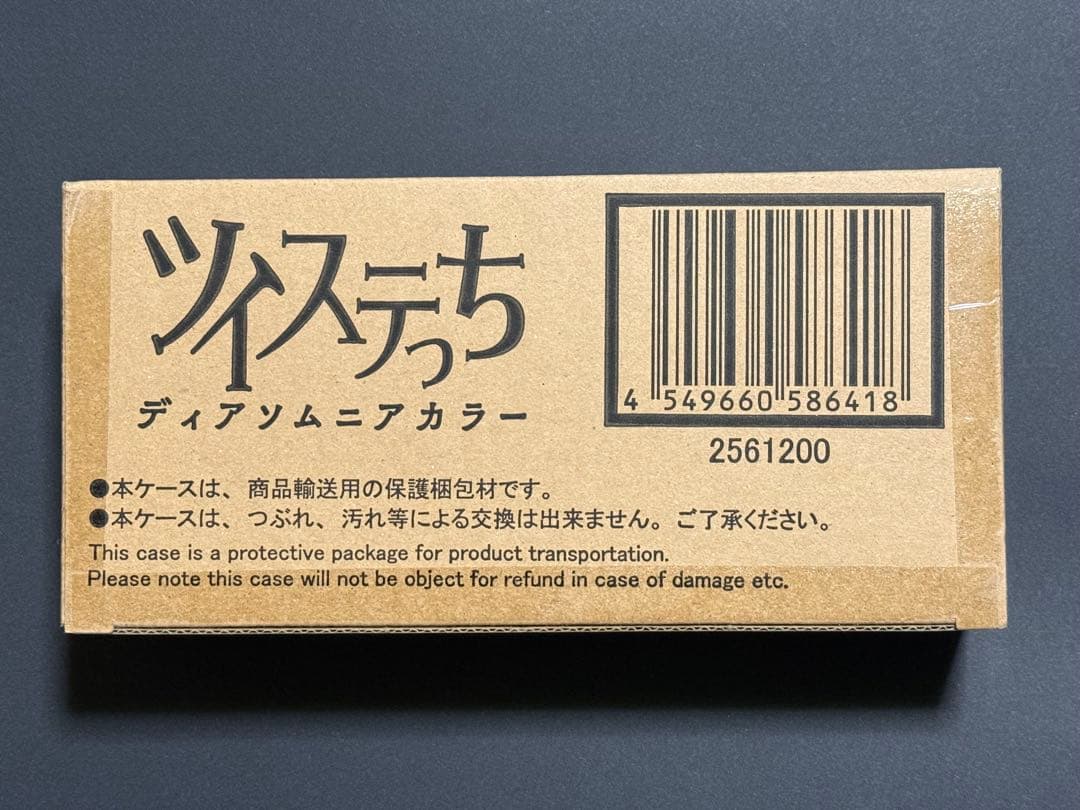 ツイステっち
ディアソムニアカラー
4 549660 586418
2561200
●本ケースは、商品輸送用の保護梱包材です。
●本ケースは、つぶれ、汚れ等による交換は出来ません。ご了承ください。
This case is a protective package for product transportation.
Please note this case will not be object for refund in case of damage etc.